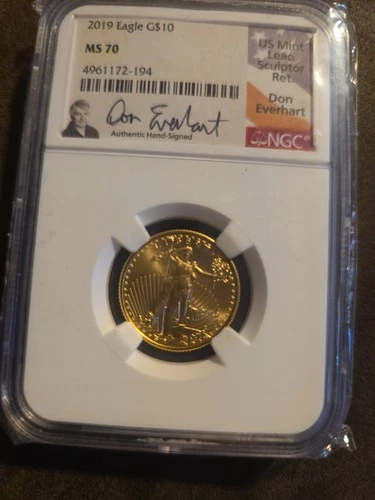 2019 Eagle G$10
MS 70
4961172-194
Don Everhart
Authentic Hand-Signed
US Mint
Lead
Sculptor
Ret.
Don
Everhart
NGC